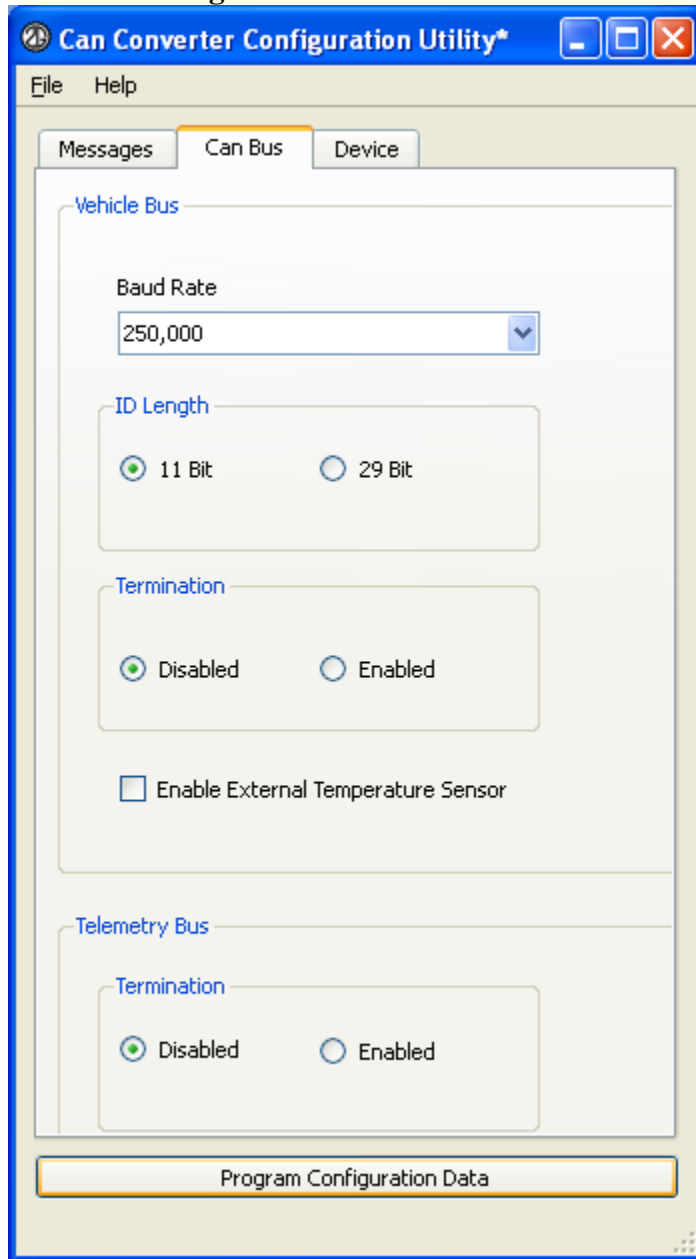 Can Converter Configuration Utility*
File Help
Messages Can Bus Device
Vehicle Bus
Baud Rate
250,000
ID Length
11 Bit 29 Bit
Termination
Disabled Enabled
Enable External Temperature Sensor
Telemetry Bus
Termination
Disabled Enabled
Program Configuration Data